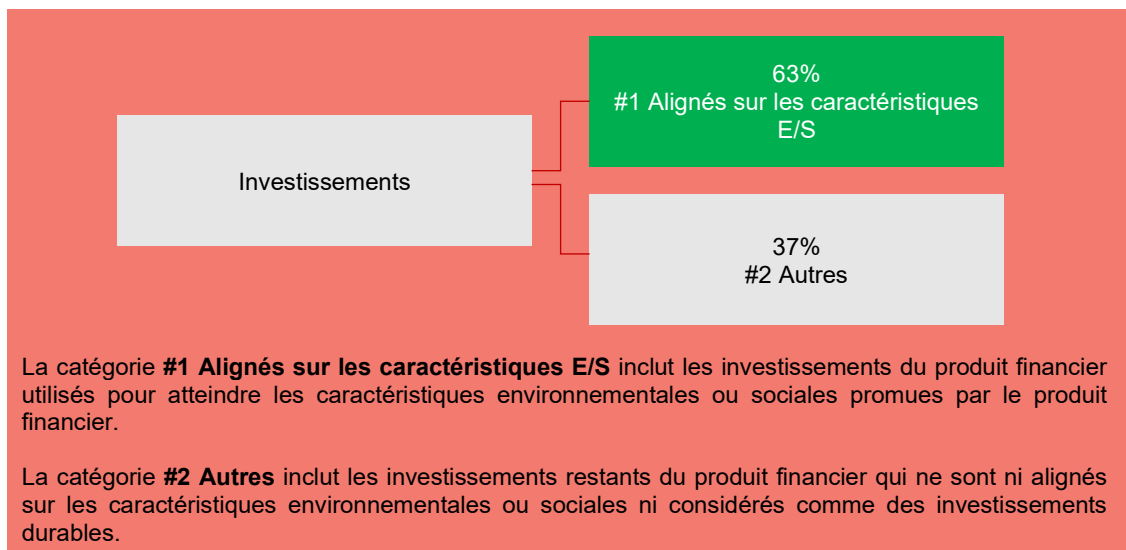 63%
#1 Alignés sur les caractéristiques
E/S
Investissements
37%
#2 Autres
La catégorie #1 Alignés sur les caractéristiques E/S inclut les investissements du produit financier
utilisés pour atteindre les caractéristiques environnementales ou sociales promues par le produit
financier.
La catégorie #2 Autres inclut les investissements restants du produit financier qui ne sont ni alignés
sur les caractéristiques environnementales ou sociales ni considérés comme des investissements
durables.